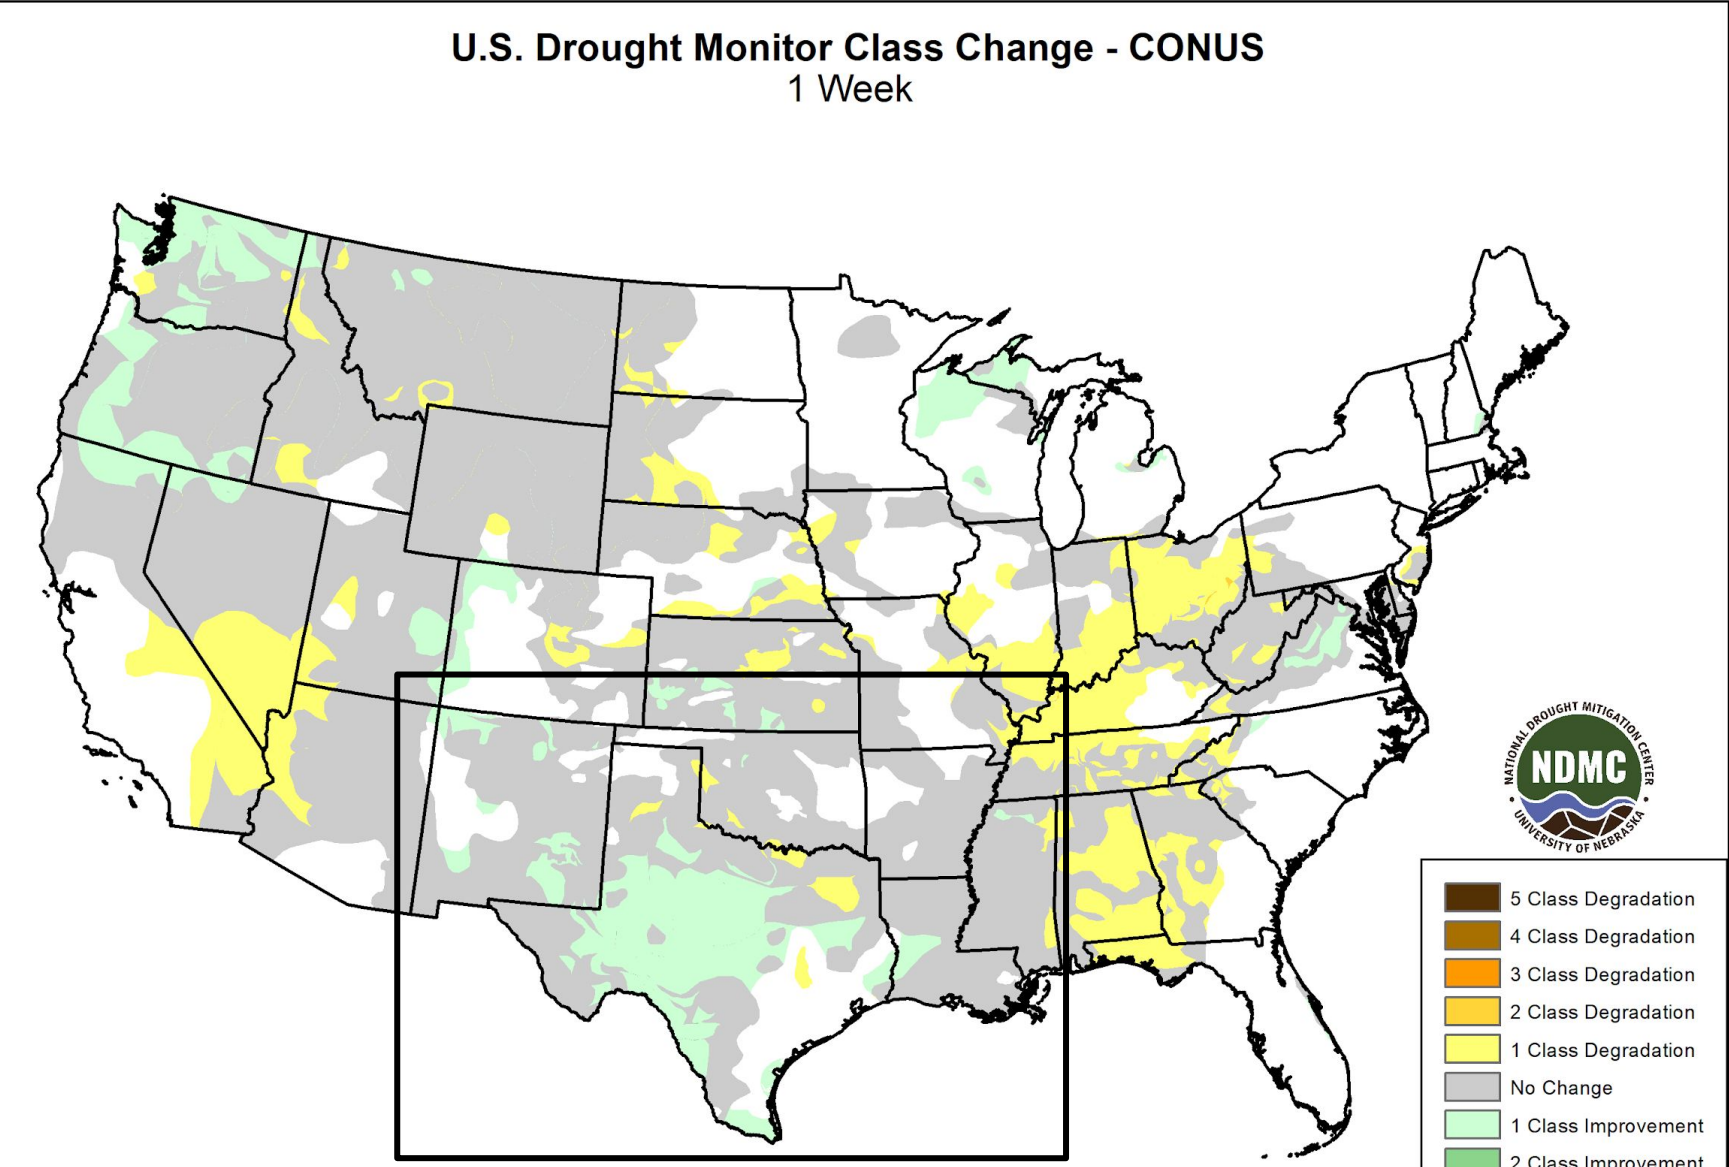 U.S. Drought Monitor Class Change - CONUS
1 Week
NATIONAL DROUGHT MITIGATION CENTER
NDMC
UNIVERSITY OF NEBRASKA
5 Class Degradation
4 Class Degradation
3 Class Degradation
2 Class Degradation
1 Class Degradation
No Change
1 Class Improvement
2 Class Improvement